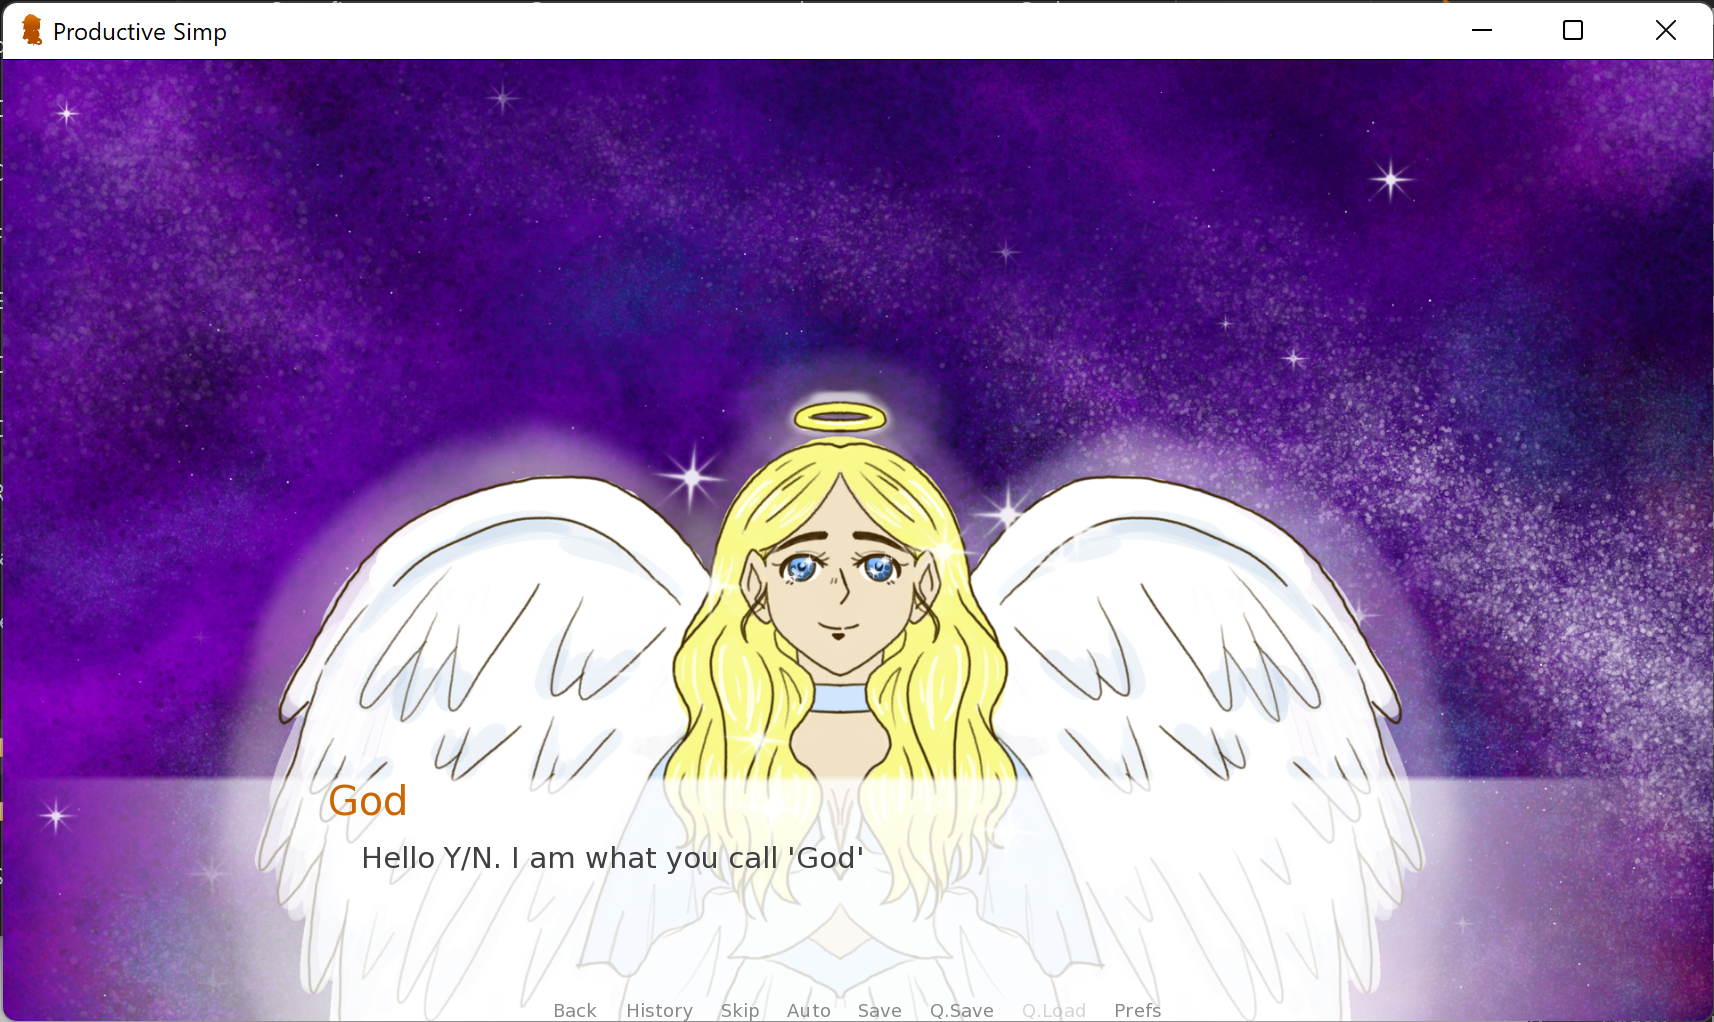 Productive Simp
God
Hello Y/N. I am what you call 'God'
Back History Skip Auto Save Q.Save Q.Load Prefs